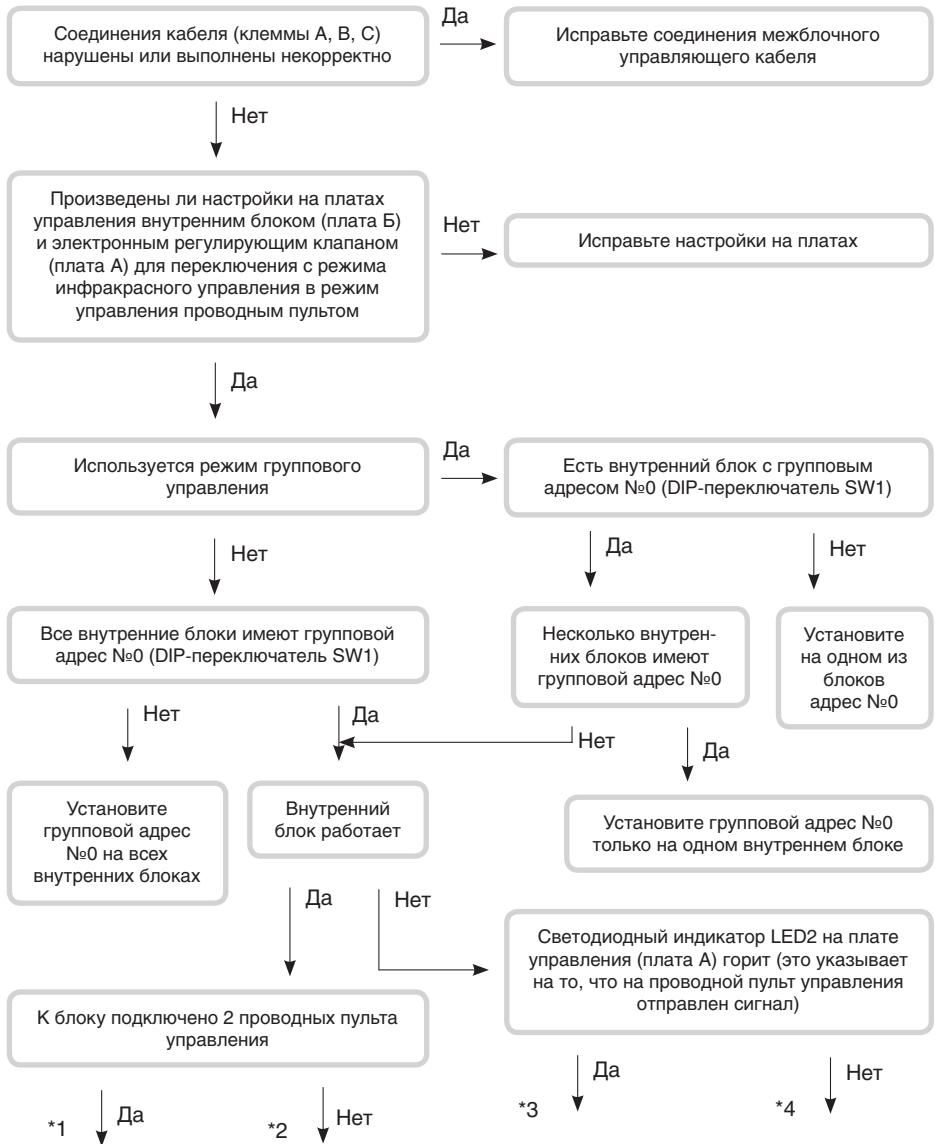 Соединения кабеля (клеммы А, В, С)
нарушены или выполнены некорректно
Да
Исправьте соединения межблочного
управляющего кабеля
Нет
Произведены ли настройки на платах
управления внутренним блоком (плата Б)
и электронным регулирующим клапаном
(плата А) для переключения с режима
инфракрасного управления в режим
управления проводным пультом
Нет
Исправьте настройки на платах
Да
Используется режим группового
управления
Да
Есть внутренний блок с групповым
адресом №0 (DIP-переключатель SW1)
Нет
Да
Нет
Все внутренние блоки имеют групповой
адрес №0 (DIP-переключатель SW1)
Несколько внутрен-
них блоков имеют
групповой адрес №0
Установите
на одном из
блоков
адрес №0
Нет
Да
Нет
Да
Установите
групповой адрес
№0 на всех
внутренних блоках
Внутренний
блок работает
Установите групповой адрес №0
только на одном внутреннем блоке
Да
Нет
Светодиодный индикатор LED2 на плате
управления (плата А) горит (это указывает
на то, что на проводной пульт управления
отправлен сигнал)
К блоку подключено 2 проводных пульта
управления
*1
Да
*2
Нет
*3
Да
*4
Нет